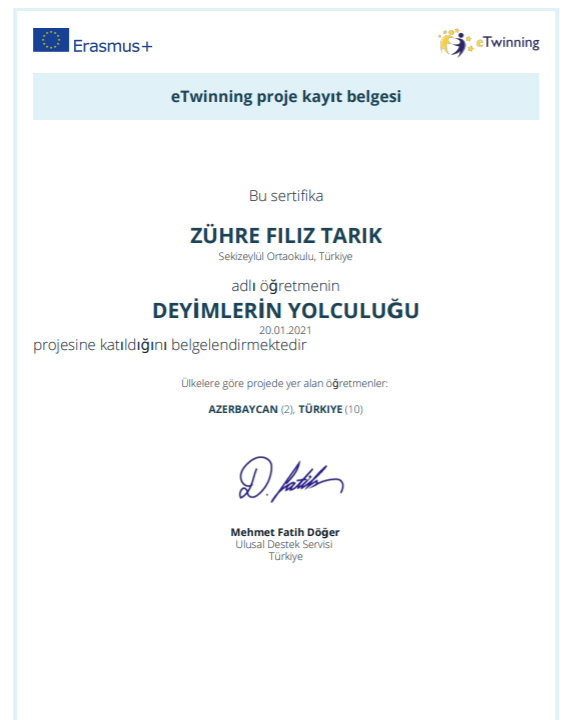 Erasmus+
eTwinning
eTwinning proje kayıt belgesi
Bu sertifika
ZÜHRE FILIZ TARIK
Sekizeylül Ortaokulu, Türkiye
adlı öğretmenin
DEYİMLERİN YOLCULUĞU
20.01.2021
projesine katıldığını belgelendirmektedir
Ülkelere göre projede yer alan öğretmenler:
AZERBAYCAN (2), TÜRKIYE (10)
D. fatih
Mehmet Fatih Döğer
Ulusal Destek Servisi
Türkiye